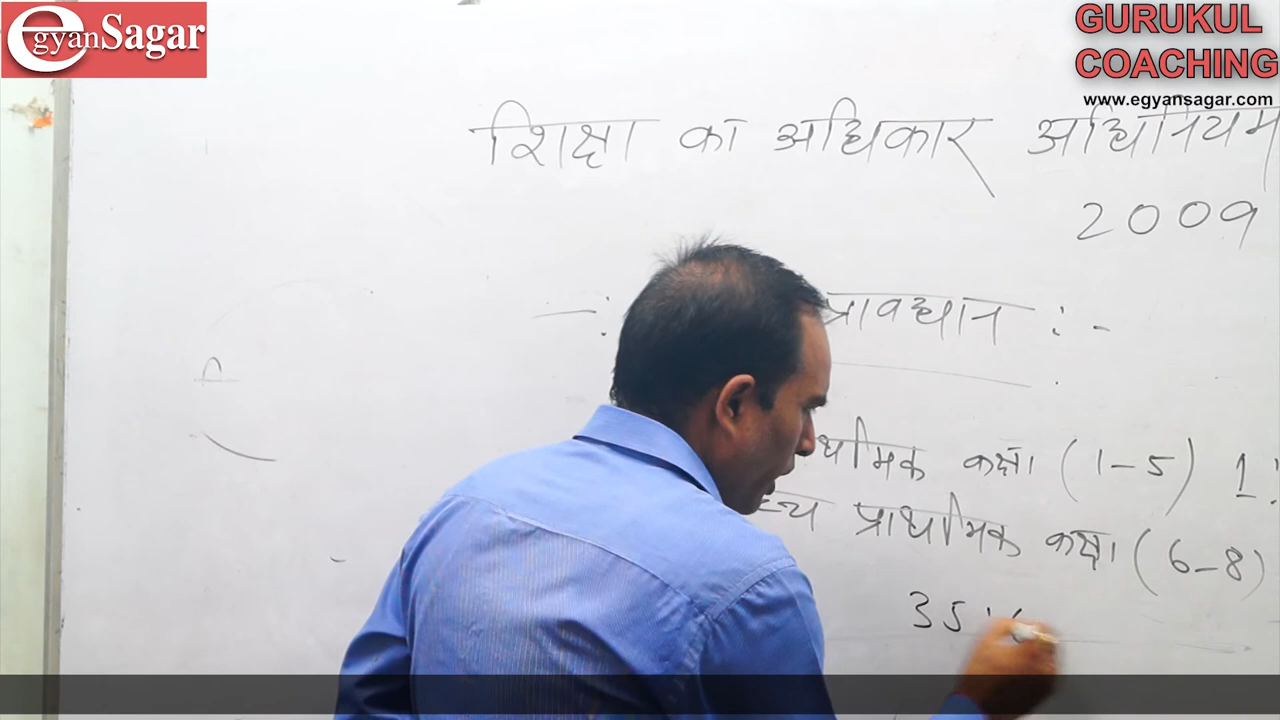 egyanSagar
GURUKUL
COACHING
www.egyansagar.com
शिक्षा का अधिकार अधिनियम
2009
-: प्रावधान :-
कक्षा (1-5)
प्राथमिक कक्षा (6-8)
35